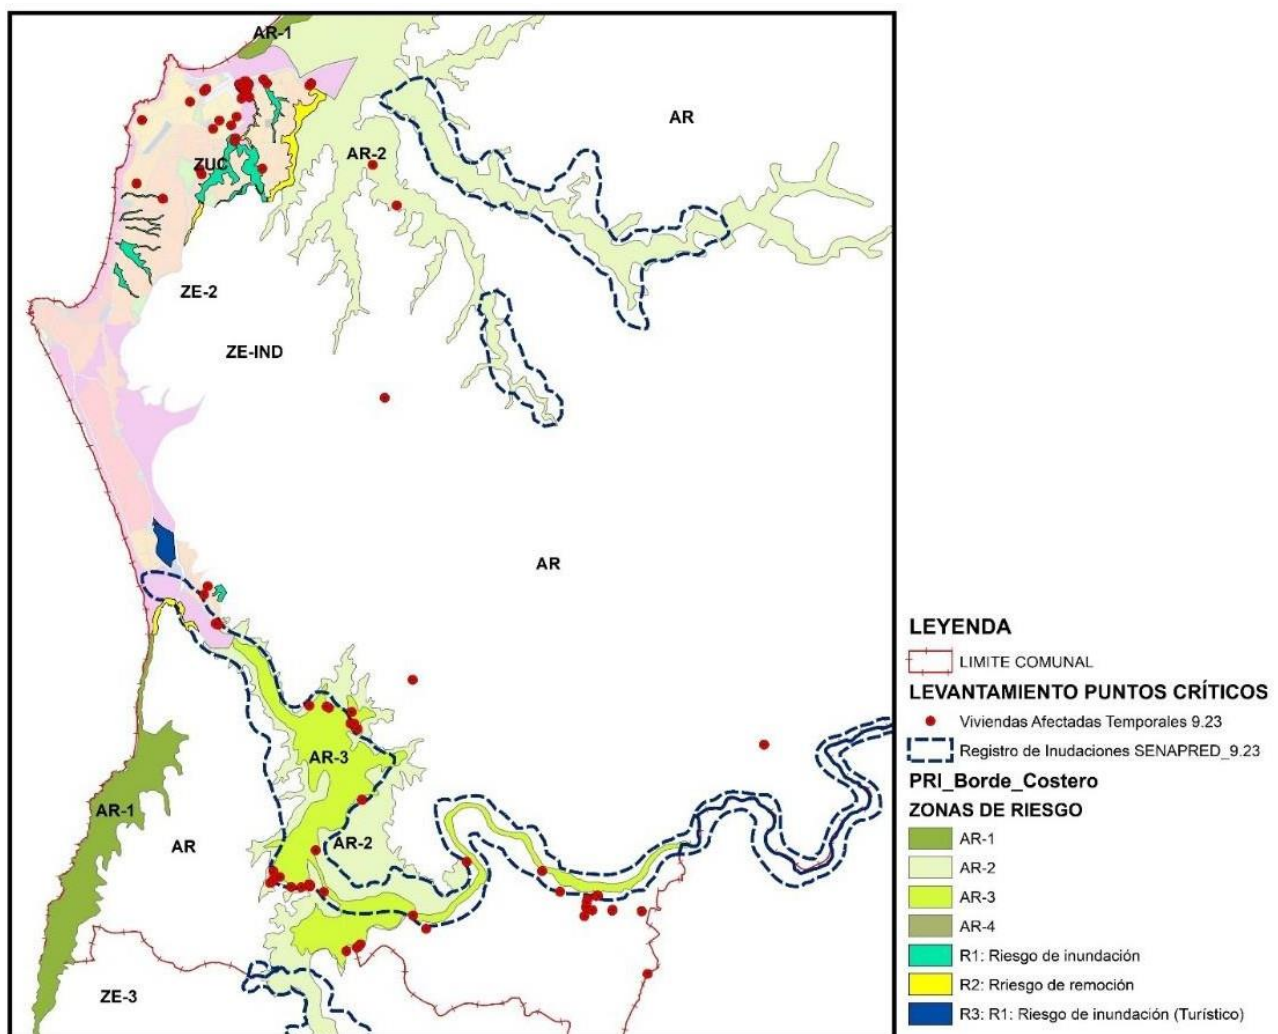 AR-1
AR
AR-2
ZUC
ZE-2
ZE-IND
AR
AR-3
AR-1
AR
AR-2
ZE-3
LEYENDA
LIMITE COMUNAL
LEVANTAMIENTO PUNTOS CRÍTICOS
Viviendas Afectadas Temporales 9.23
Registro de Inudaciones SENAPRED_9.23
PRI_Borde_Costero
ZONAS DE RIESGO
AR-1
AR-2
AR-3
AR-4
R1: Riesgo de inundación
R2: Rriesgo de remoción
R3: R1: Riesgo de inundación (Turístico)